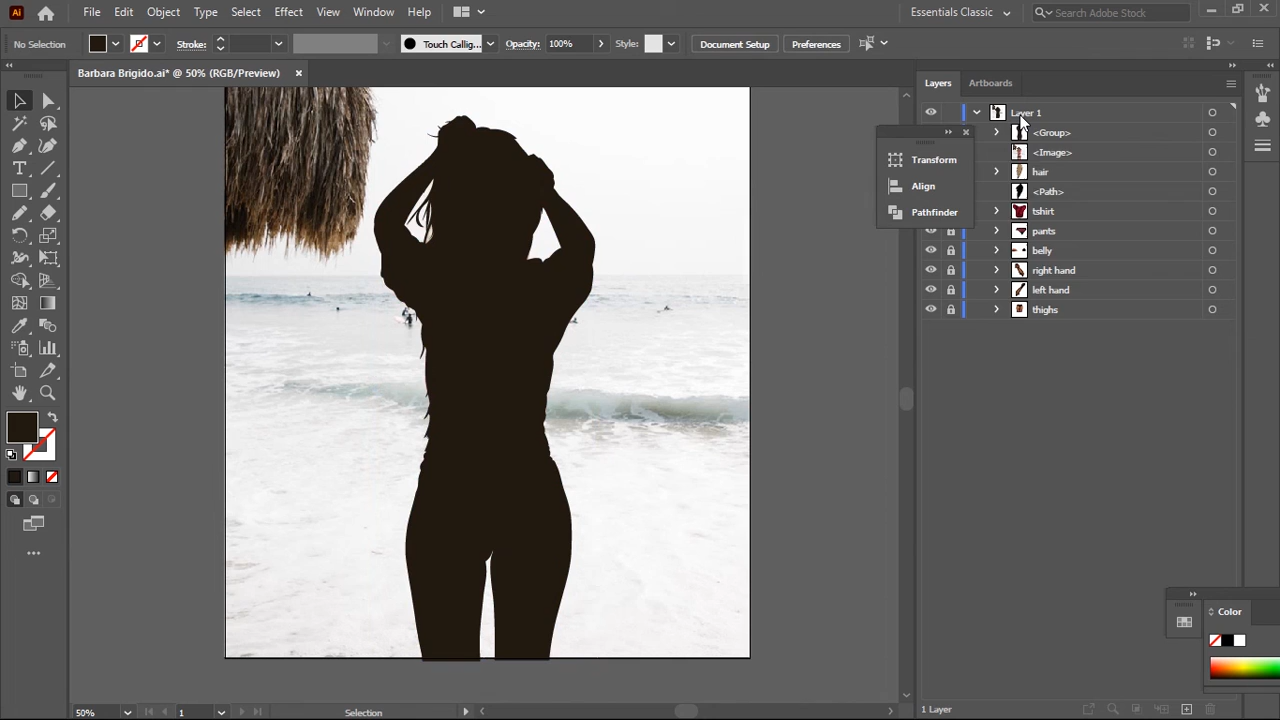 Ai File Edit Object Type Select Effect View Window Help Essentials Classic Search Adobe Stock
No Selection Stroke: Touch Callig... Opacity: 100% Style: Document Setup Preferences
Barbara Brigido.ai* @ 50% (RGB/Preview)
Layers Artboards
Layer 1
<Group>
<Image>
hair
<Path>
tshirt
pants
belly
right hand
left hand
thighs
Transform
Align
Pathfinder
Color
50% 1 Selection 1 Layer